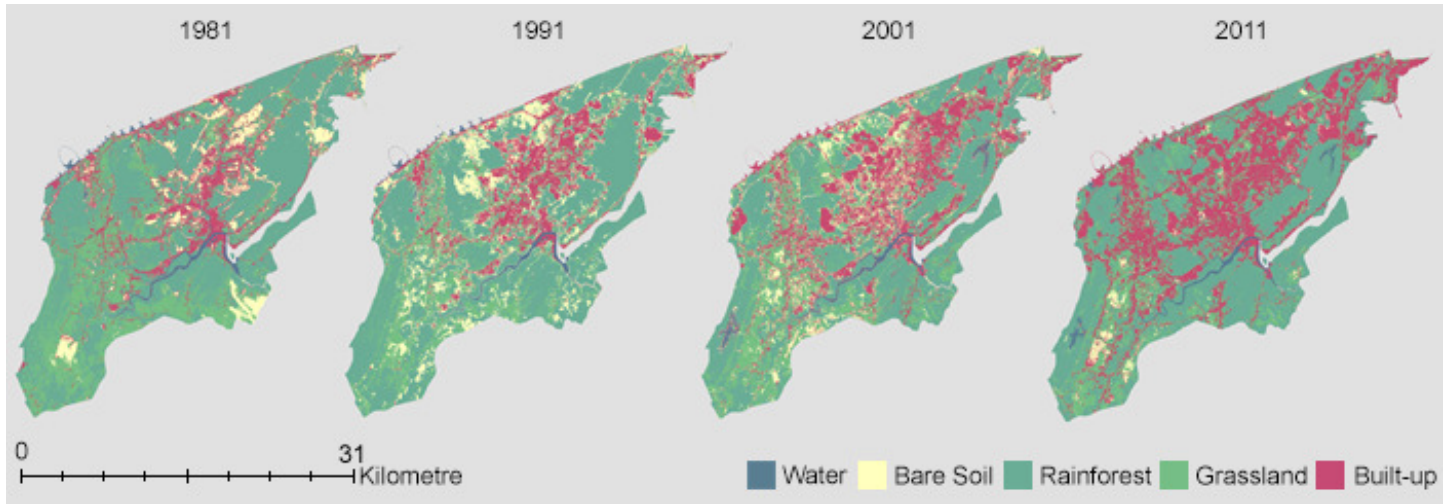 1981 1991 2001 2011
0 31
Kilometre Water Bare Soil Rainforest Grassland Built-up